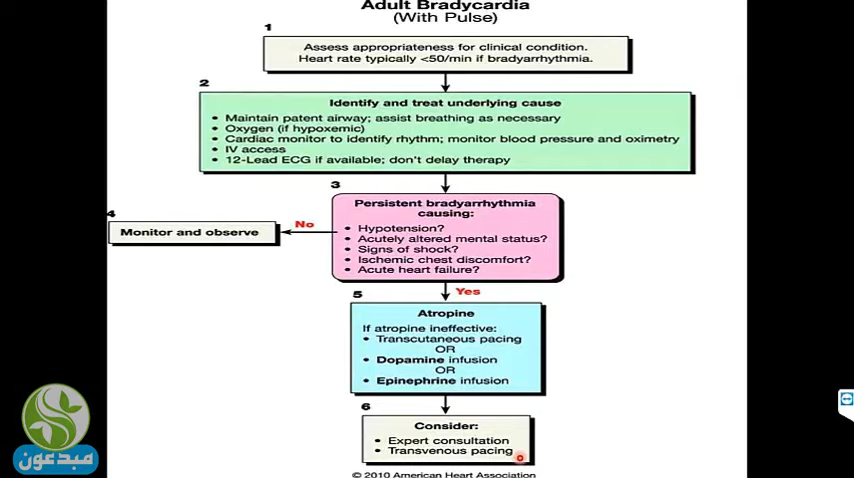 Adult Bradycardia
(With Pulse)
1
Assess appropriateness for clinical condition.
Heart rate typically <50/min if bradyarrhythmia.
2
Identify and treat underlying cause
• Maintain patent airway; assist breathing as necessary
• Oxygen (if hypoxemic)
• Cardiac monitor to identify rhythm; monitor blood pressure and oximetry
• IV access
• 12-Lead ECG if available; don't delay therapy
3
Persistent bradyarrhythmia
causing:
• Hypotension?
• Acutely altered mental status?
• Signs of shock?
• Ischemic chest discomfort?
• Acute heart failure?
No
4
Monitor and observe
Yes
5
Atropine
If atropine ineffective:
• Transcutaneous pacing
OR
• Dopamine infusion
OR
• Epinephrine infusion
6
Consider:
• Expert consultation
• Transvenous pacing
© 2010 American Heart Association
مبدعون